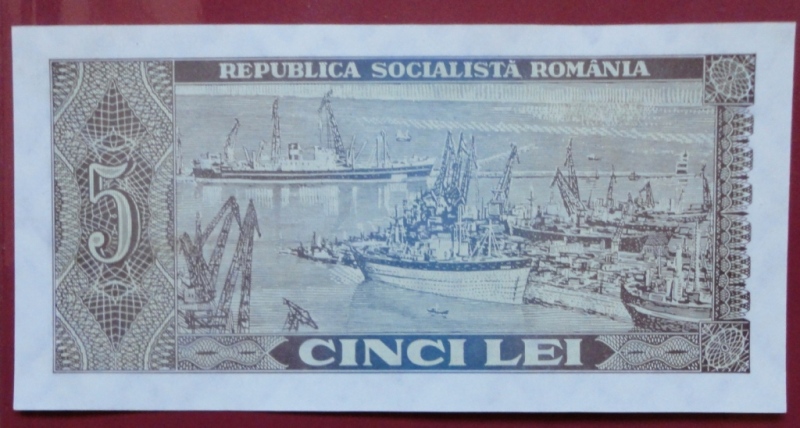 REPUBLICA SOCIALISTĂ ROMÂNIA
5
CINCI LEI